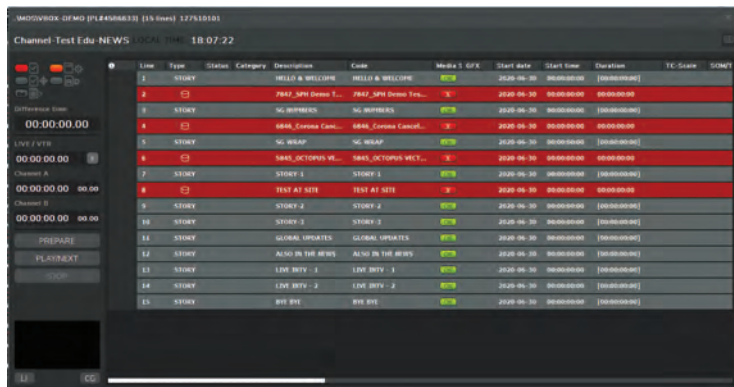 \MOS\VBOX-DEMO [PL#4586833] [15 lines] 127510101
Channel-Test Edu-NEWS LOCAL TIME 18:07:22
Line Type Status Category Description Code Media S GFX Start date Start time Duration TC-Scale SOM/T
1 STORY HELLO & WELCOME HELLO & WELCOME 2020-06-30 00:00:00:00 [00:00:00:00]
2 7847_SPH Demo T... 7847_SPH Demo Tes... X 2020-06-30 00:00:00:00 00:00:00:00
3 STORY SG NUMBERS SG NUMBERS 2020-06-30 00:00:00:00 [00:00:00:00]
4 6846_Corona Canc... 6846_Corona Cancel... X 2020-06-30 00:00:00:00 00:00:00:00
5 STORY SG WRAP SG WRAP 2020-06-30 00:00:00:00 [00:00:00:00]
6 5845_OCTOPUS VE... 5845_OCTOPUS VECT... X 2020-06-30 00:00:00:00 00:00:00:00
7 STORY STORY-1 STORY-1 2020-06-30 00:00:00:00 [00:00:00:00]
8 TEST AT SITE TEST AT SITE X 2020-06-30 00:00:00:00 00:00:00:00
9 STORY STORY-2 STORY-2 2020-06-30 00:00:00:00 [00:00:00:00]
10 STORY STORY-3 STORY-3 2020-06-30 00:00:00:00 [00:00:00:00]
11 STORY GLOBAL UPDATES GLOBAL UPDATES 2020-06-30 00:00:00:00 [00:00:00:00]
12 STORY ALSO IN THE NEWS ALSO IN THE NEWS 2020-06-30 00:00:00:00 [00:00:00:00]
13 STORY LIVE INTV - 1 LIVE INTV - 1 2020-06-30 00:00:00:00 [00:00:00:00]
14 STORY LIVE INTV - 2 LIVE INTV - 2 2020-06-30 00:00:00:00 [00:00:00:00]
15 STORY BYE BYE BYE BYE 2020-06-30 00:00:00:00 [00:00:00:00]
Difference time
00:00:00.00
LIVE / VTR
00:00:00.00
Channel A
00:00:00.00 00.00
Channel B
00:00:00.00 00.00
PREPARE
PLAY/NEXT
STOP
LI CG